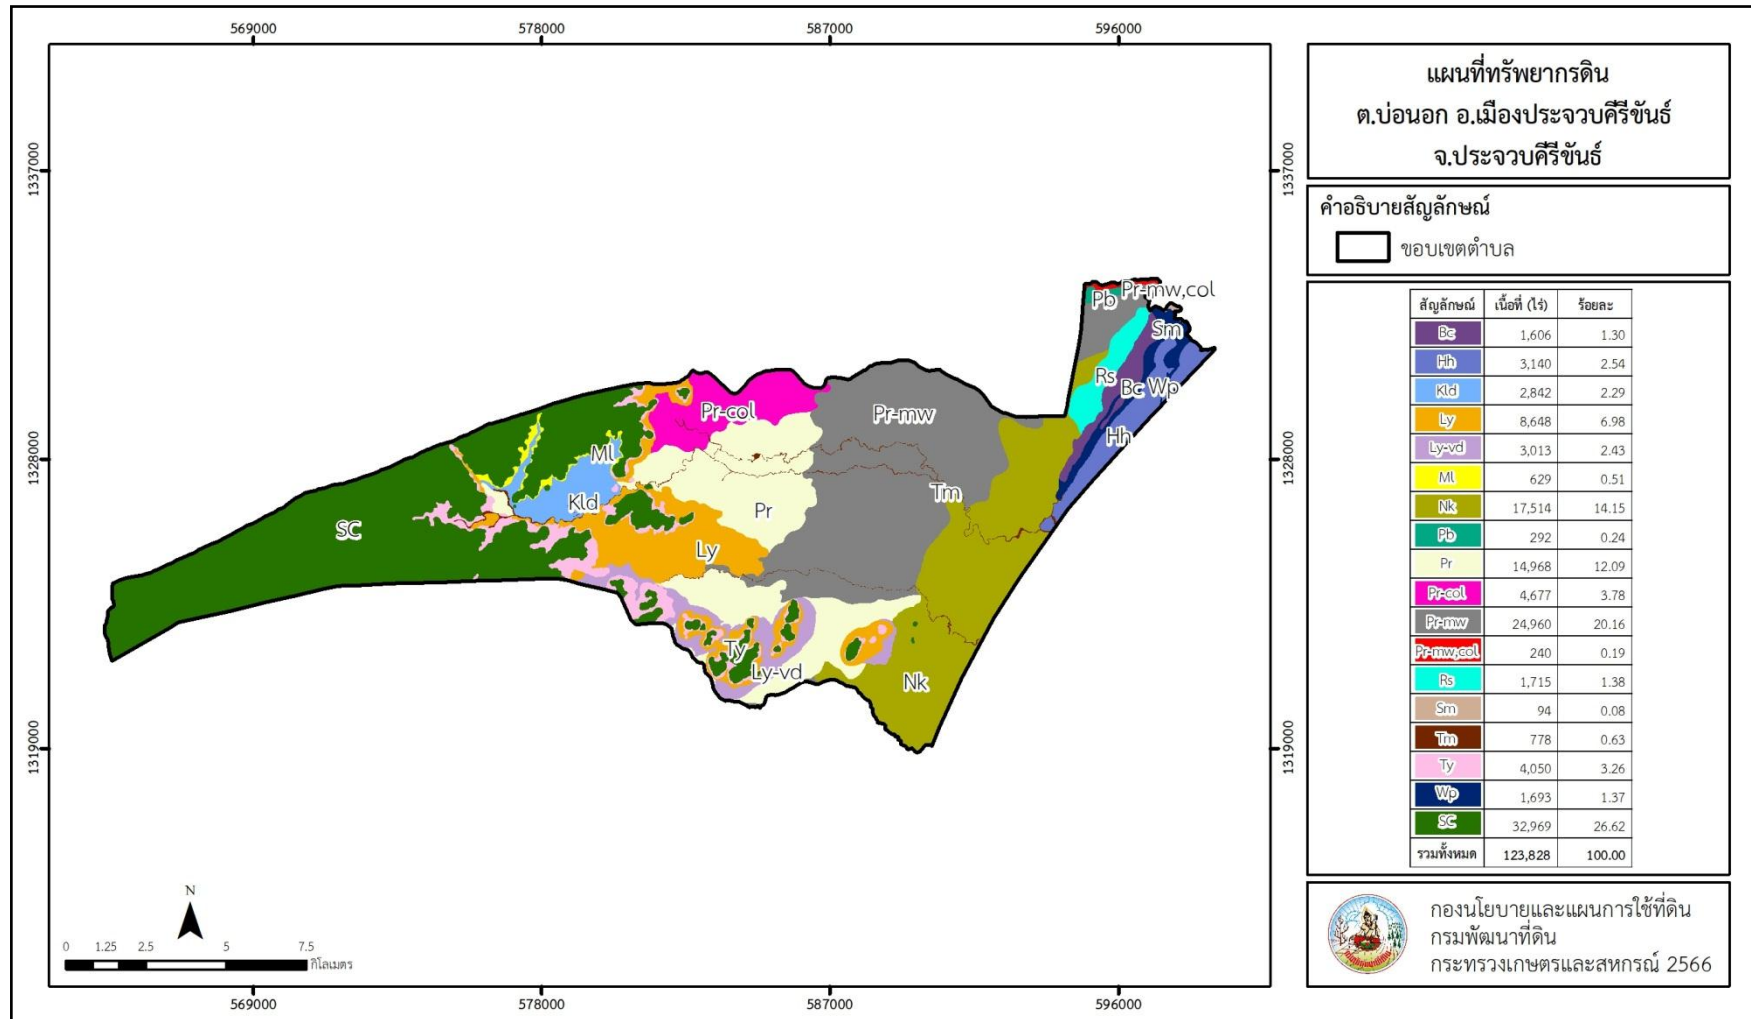 569000 578000 587000 596000
1337000 1337000
1328000 1328000
1319000 1319000
Pb Pr-mw,col
Sm
Rs Bc Wp
Hh
Pr-col Pr-mw
Ml
Kld Pr Tm
SC
Ly
Ty
Ly-vd Nk
N
0 1.25 2.5 5 7.5
กิโลเมตร
569000 578000 587000 596000
แผนที่ทรัพยากรดิน
ต.บ่อนอก อ.เมืองประจวบคีรีขันธ์
จ.ประจวบคีรีขันธ์
คำอธิบายสัญลักษณ์
ขอบเขตตำบล
สัญลักษณ์ เนื้อที่ (ไร่) ร้อยละ
Bc 1,606 1.30
Hh 3,140 2.54
Kld 2,842 2.29
Ly 8,648 6.98
Ly-vd 3,013 2.43
Ml 629 0.51
Nk 17,514 14.15
Pb 292 0.24
Pr 14,968 12.09
Pr-col 4,677 3.78
Pr-mw 24,960 20.16
Pr-mw,col 240 0.19
Rs 1,715 1.38
Sm 94 0.08
Tm 778 0.63
Ty 4,050 3.26
Wp 1,693 1.37
SC 32,969 26.62
รวมทั้งหมด 123,828 100.00
กองนโยบายและแผนการใช้ที่ดิน
กรมพัฒนาที่ดิน
กระทรวงเกษตรและสหกรณ์ 2566